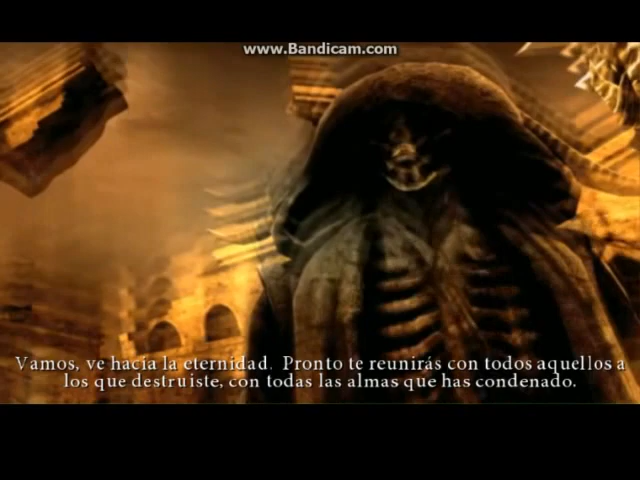 www.Bandicam.com
Vamos, ve hacia la eternidad. Pronto te reunirás con todos aquellos a
los que destruiste, con todas las almas que has condenado.